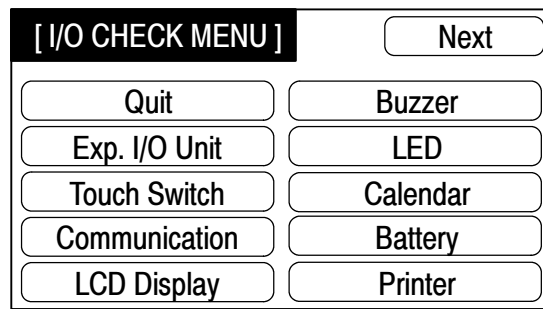 [ I/O CHECK MENU ] Next
Quit Buzzer
Exp. I/O Unit LED
Touch Switch Calendar
Communication Battery
LCD Display Printer